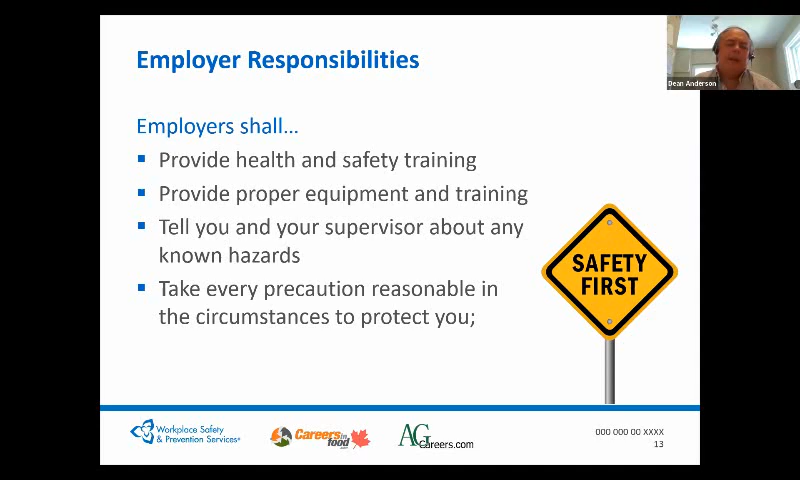 Employer Responsibilities
Dean Anderson
Employers shall…
▪ Provide health and safety training
▪ Provide proper equipment and training
▪ Tell you and your supervisor about any
known hazards
▪ Take every precaution reasonable in
the circumstances to protect you;
SAFETY
FIRST
Workplace Safety
& Prevention Services
Careers in
food
AG
Careers.com
000 000 00 XXXX
13